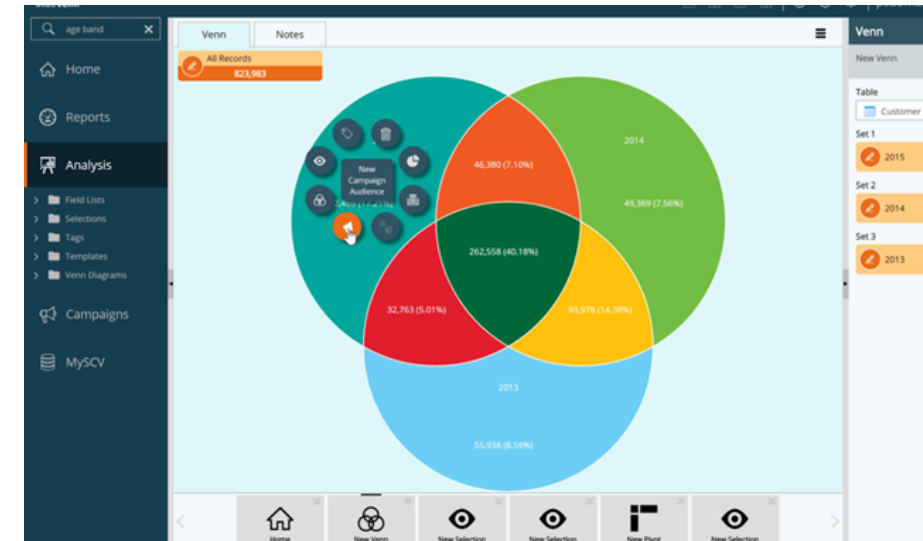 age band
Home
Reports
Analysis
Field Lists
Selections
Tags
Templates
Venn Diagrams
Campaigns
MySCV
Venn
Notes
All Records
823,983
New
Campaign
Audience
46,380 (7.10%)
2014
49,369 (7.56%)
262,558 (40.18%)
32,763 (5.01%)
93,978 (14.38%)
2013
55,938 (8.56%)
Home
New Venn
New Selection
New Selection
New Pivot
New Selection
Venn
New Venn
Table
Customer
Set 1
2015
Set 2
2014
Set 3
2013